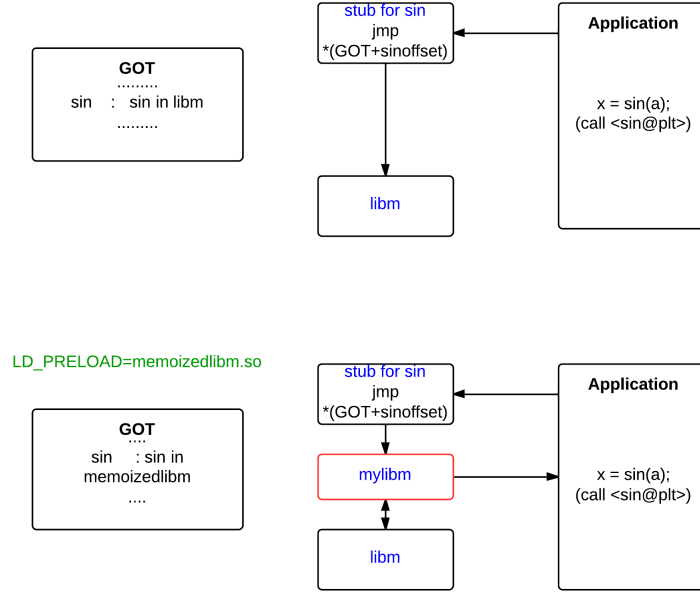 stub for sin
jmp
*(GOT+sinoffset)
Application
GOT
.........
sin : sin in libm
.........
x = sin(a);
(call <sin@plt>)
libm
LD_PRELOAD=memoizedlibm.so
stub for sin
jmp
*(GOT+sinoffset)
Application
GOT
....
sin : sin in
memoizedlibm
....
mylibm
x = sin(a);
(call <sin@plt>)
libm